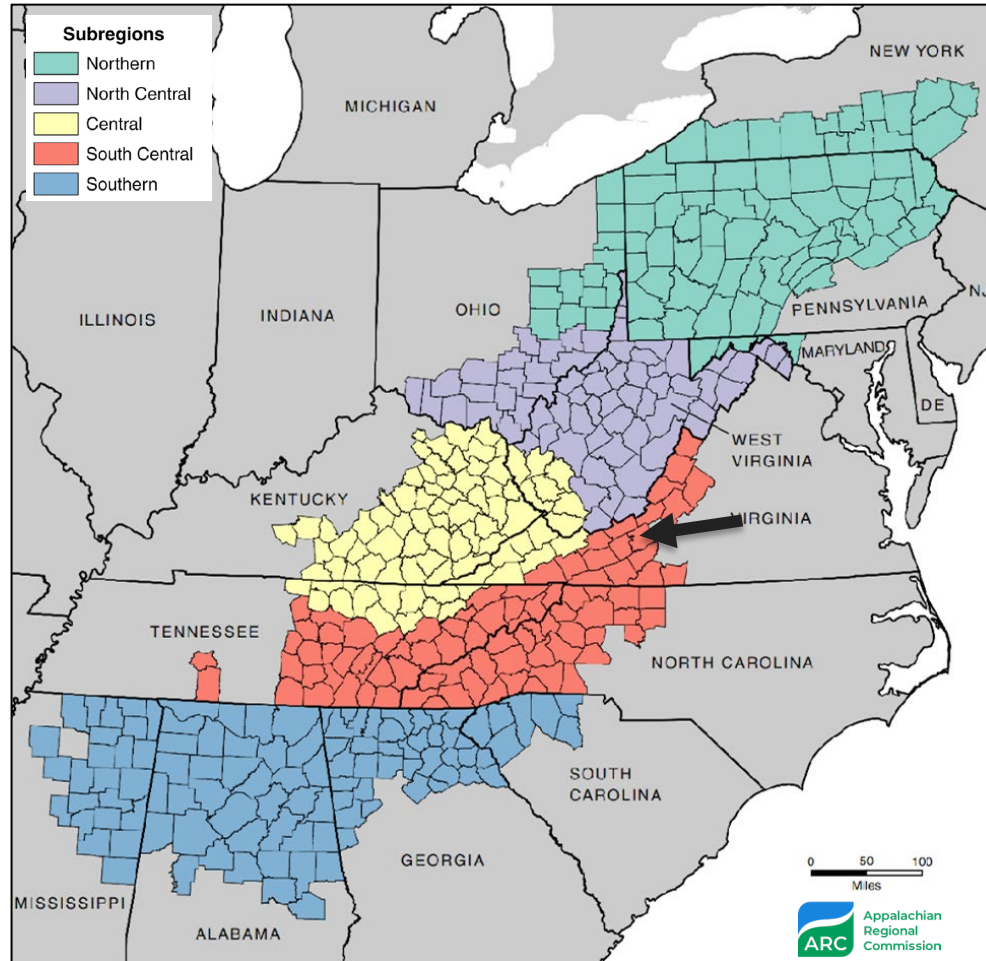 Subregions
Northern
North Central
Central
South Central
Southern
NEW YORK
MICHIGAN
PENNSYLVANIA
NJ
ILLINOIS
INDIANA
OHIO
MARYLAND
DE
WEST
VIRGINIA
KENTUCKY
VIRGINIA
TENNESSEE
NORTH CAROLINA
SOUTH
CAROLINA
GEORGIA
MISSISSIPPI
ALABAMA
0 50 100
Miles
ARC
Appalachian
Regional
Commission